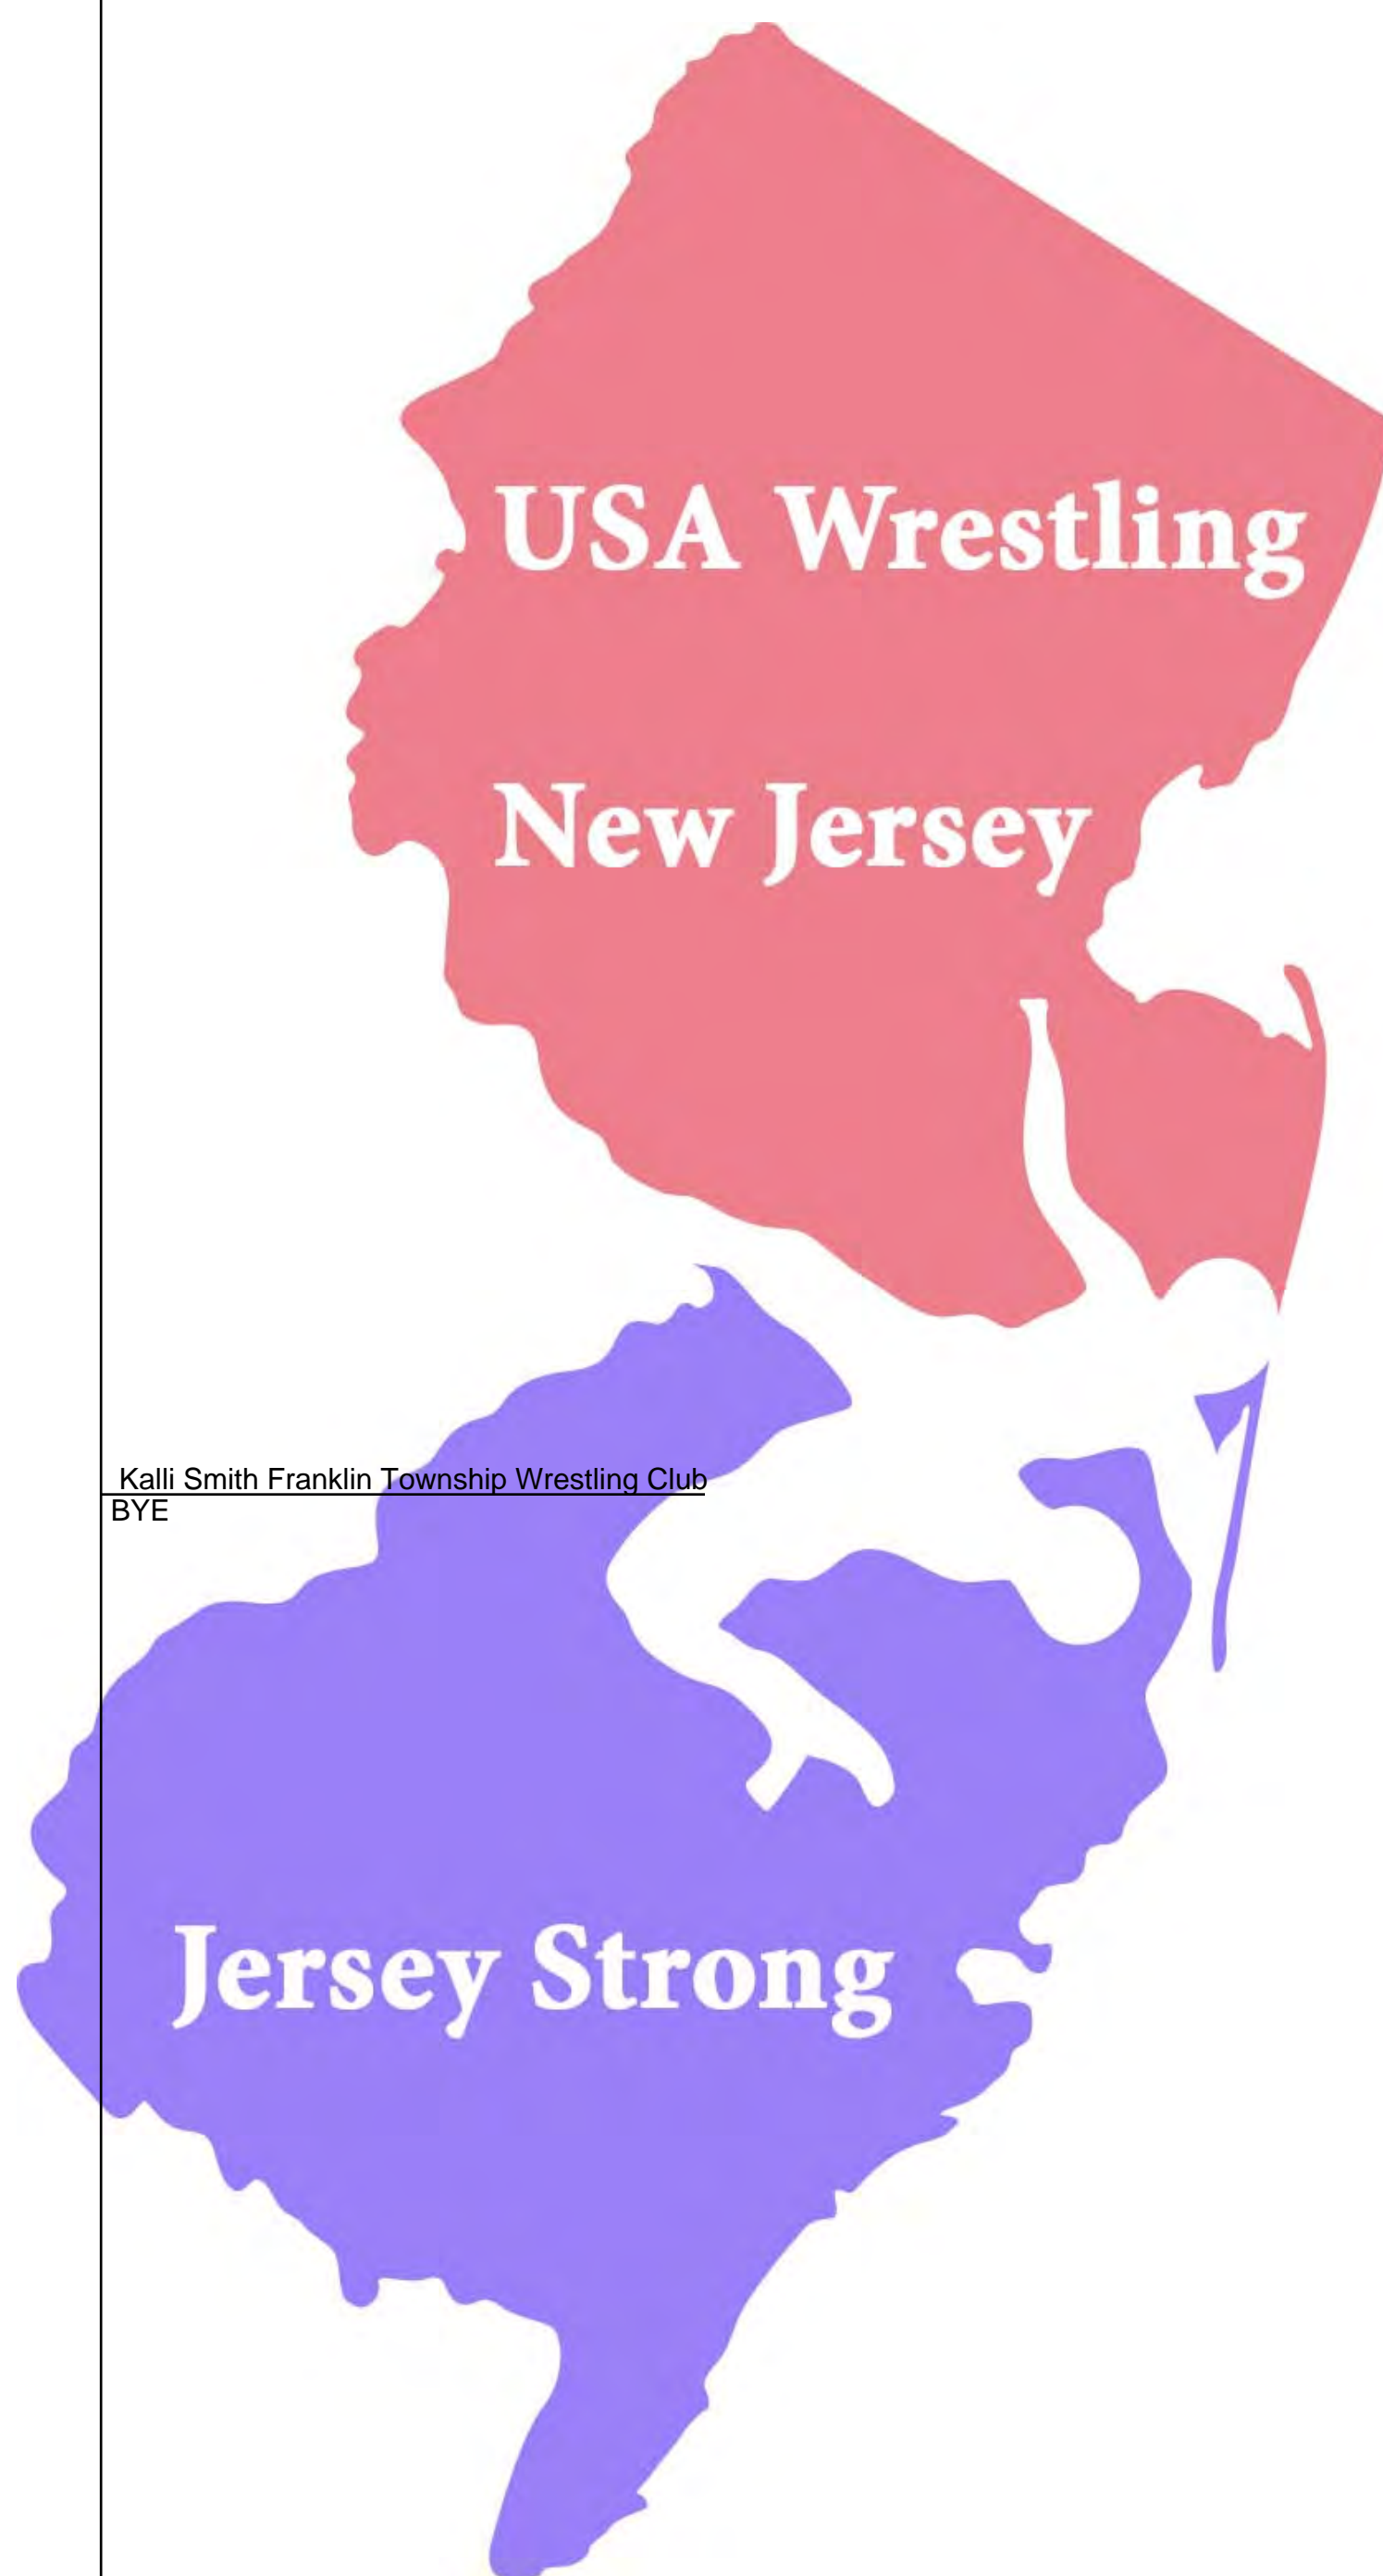 USA Wrestling
New Jersey
Kalli Smith Franklin Township Wrestling Club
BYE
Jersey Strong